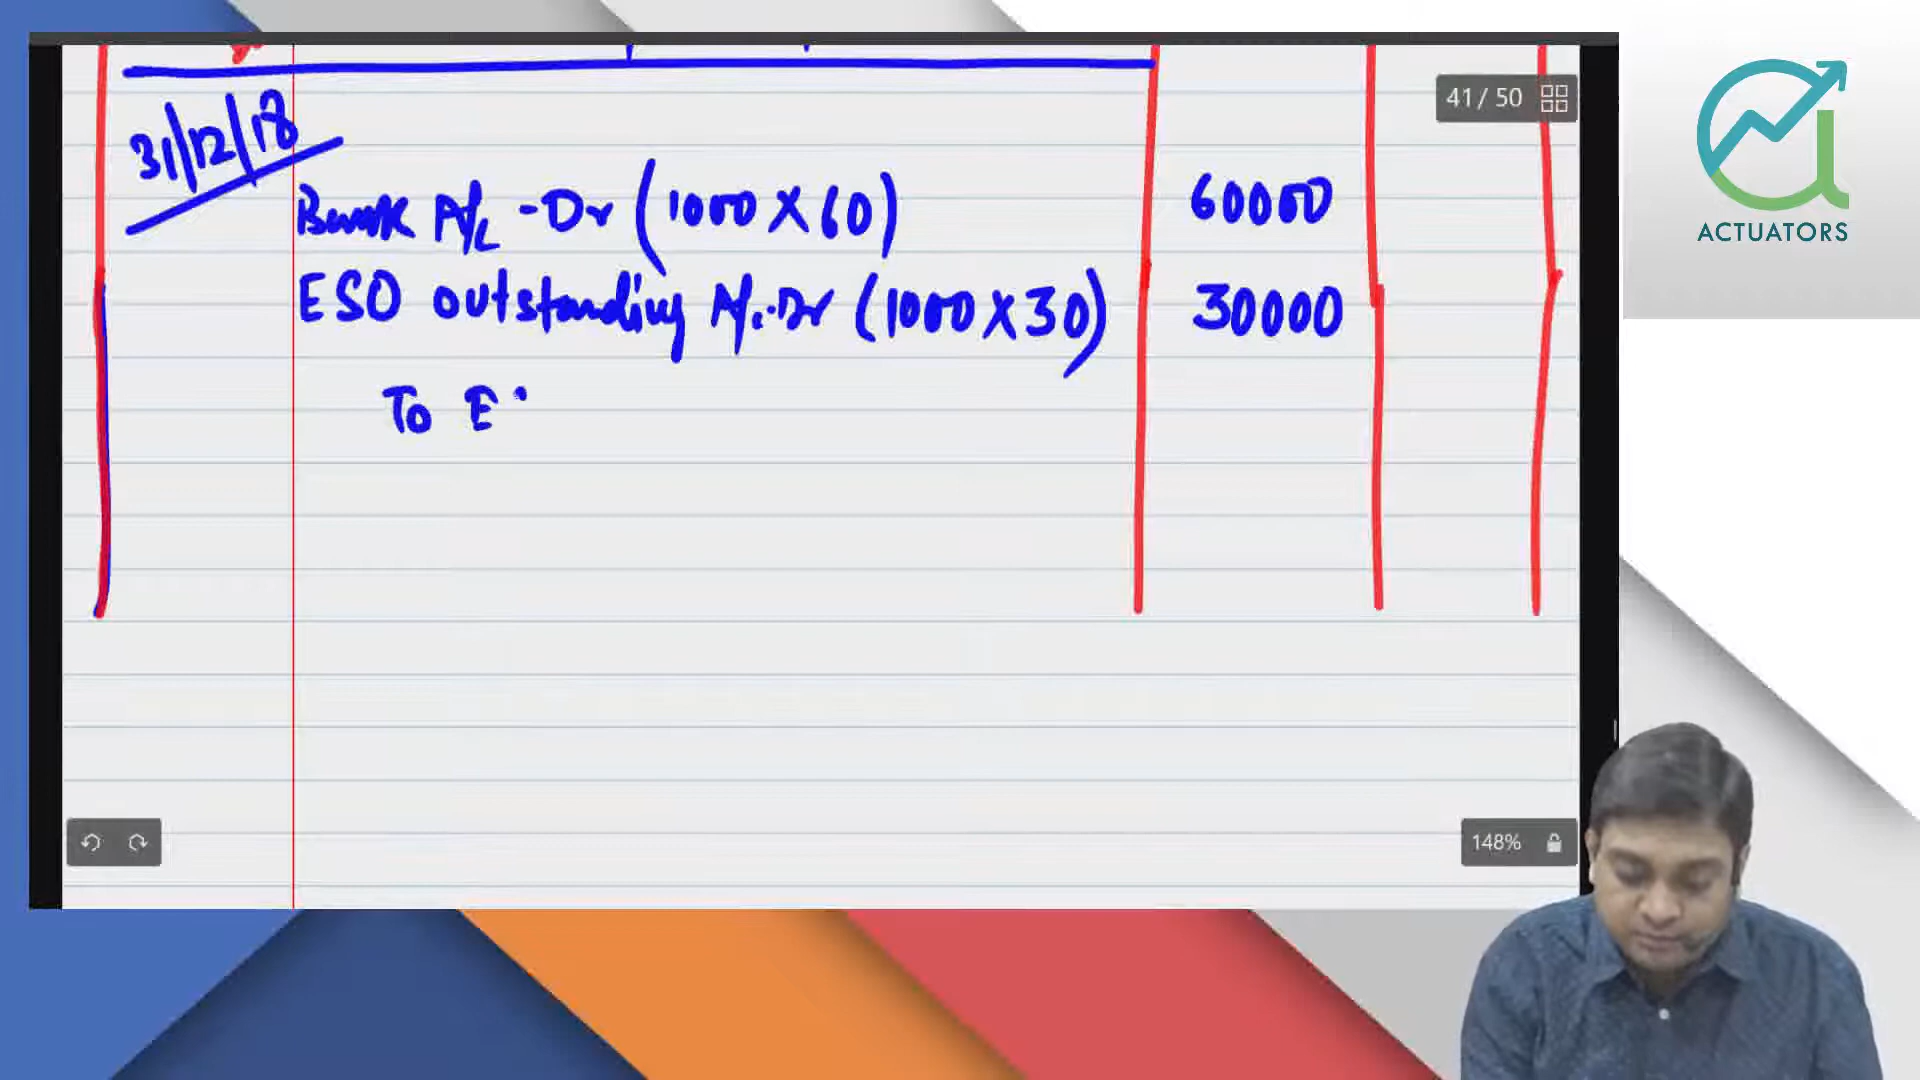 41 / 50
ACTUATORS
31/12/18
Bank A/c -Dr (1000 X 60) 60000
ESO outstanding A/c. Dr (1000 X 30) 30000
To E
148%